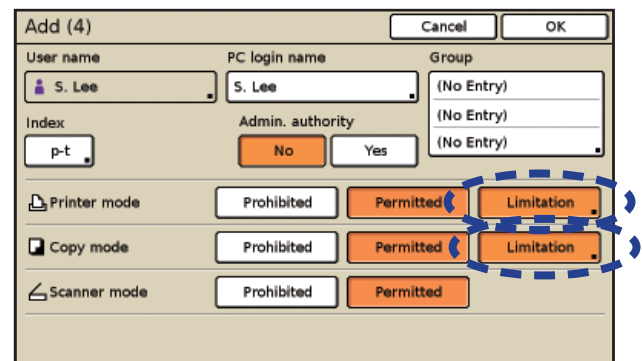 Add (4) Cancel OK
User name PC login name Group
S. Lee S. Lee (No Entry)
(No Entry)
Index Admin. authority
(No Entry)
p-t No Yes
Printer mode Prohibited Permitted Limitation
Copy mode Prohibited Permitted Limitation
Scanner mode Prohibited Permitted